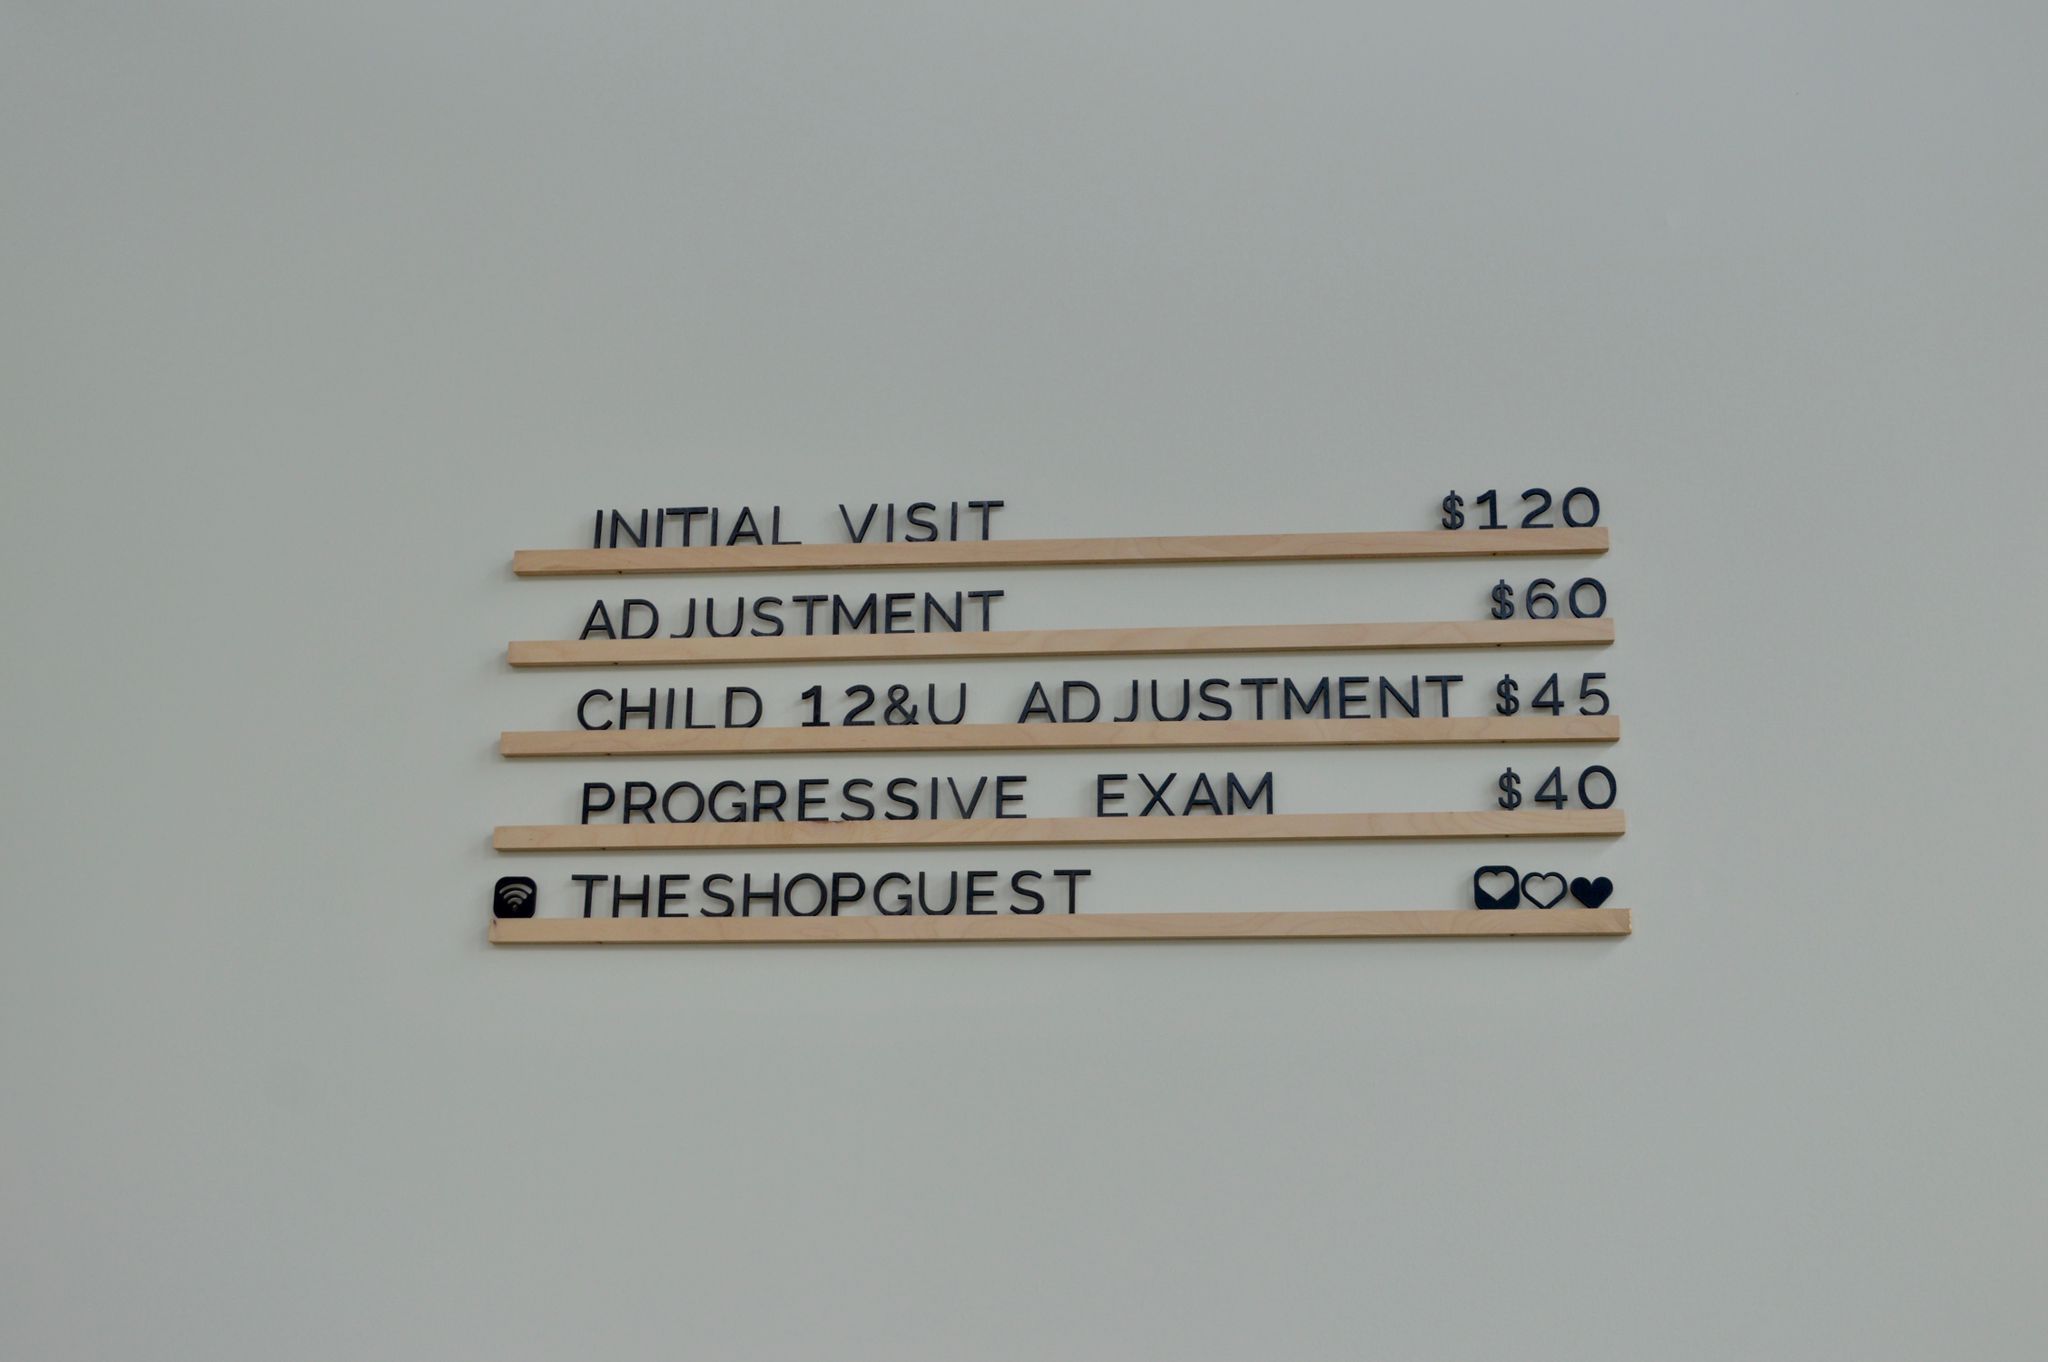 INITIAL VISIT $120
ADJUSTMENT $60
CHILD 12&U ADJUSTMENT $45
PROGRESSIVE EXAM $40
THESHOPGUEST